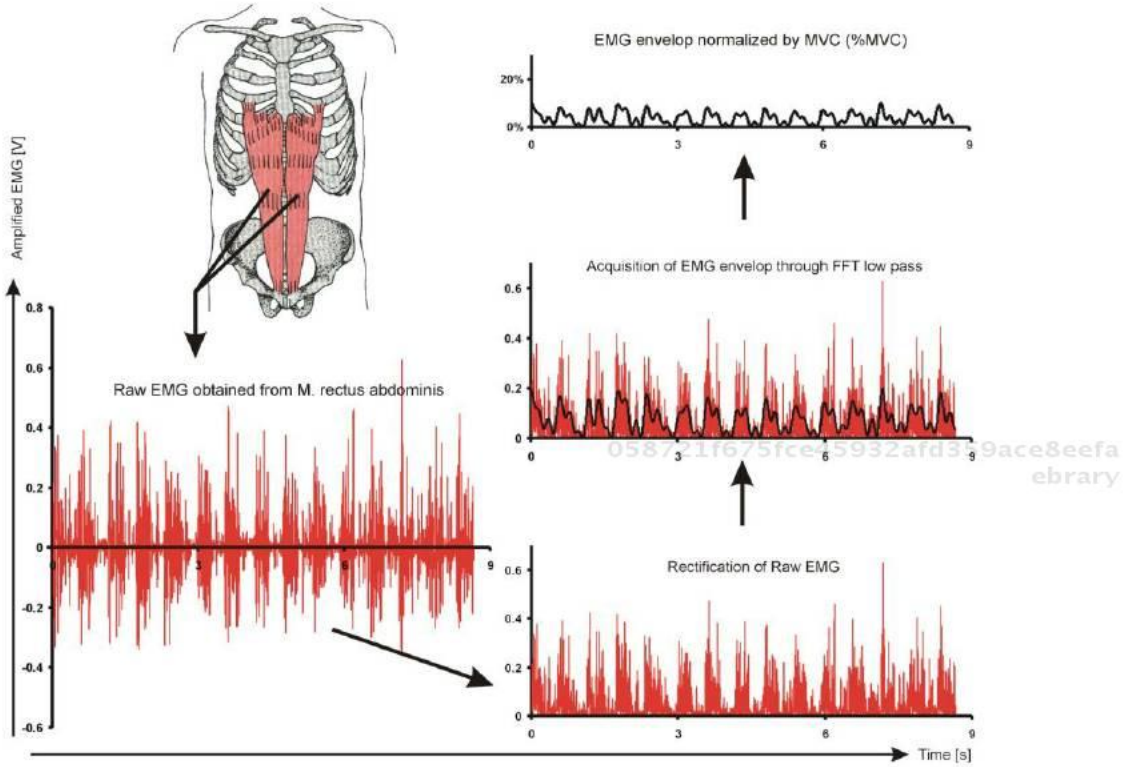 EMG envelop normalized by MVC (%MVC)
20%
0%
0 3 6 9
Amplified EMG [V]
Acquisition of EMG envelop through FFT low pass
0.6
0.4
0.2
0
0 3 6 9
058721f675fce45932afd359ace8eefa
ebrary
Raw EMG obtained from M. rectus abdominis
0.8
0.6
0.4
0.2
0
-0.2
-0.4
-0.6
0 3 6 9
Rectification of Raw EMG
0.6
0.4
0.2
0
0 3 6 9
Time [s]